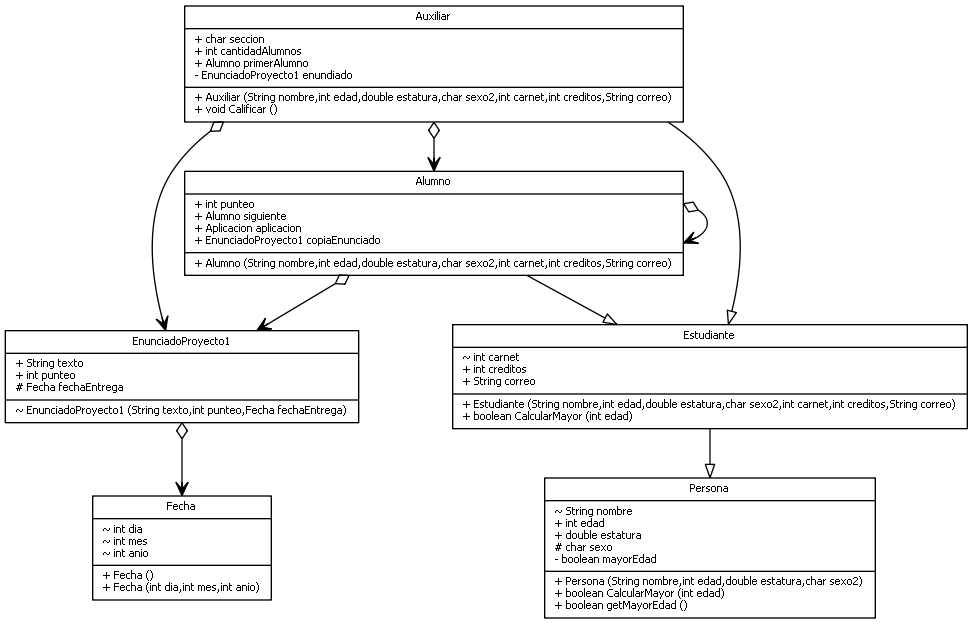 Auxiliar
+ char seccion
+ int cantidadAlumnos
+ Alumno primerAlumno
- EnunciadoProyecto1 enundiado
+ Auxiliar (String nombre,int edad,double estatura,char sexo2,int carnet,int creditos,String correo)
+ void Calificar ()
Alumno
+ int punteo
+ Alumno siguiente
+ Aplicacion aplicacion
+ EnunciadoProyecto1 copiaEnunciado
+ Alumno (String nombre,int edad,double estatura,char sexo2,int carnet,int creditos,String correo)
EnunciadoProyecto1
+ String texto
+ int punteo
# Fecha fechaEntrega
~ EnunciadoProyecto1 (String texto,int punteo,Fecha fechaEntrega)
Estudiante
~ int carnet
+ int creditos
+ String correo
+ Estudiante (String nombre,int edad,double estatura,char sexo2,int carnet,int creditos,String correo)
+ boolean CalcularMayor (int edad)
Fecha
~ int dia
~ int mes
~ int anio
+ Fecha ()
+ Fecha (int dia,int mes,int anio)
Persona
~ String nombre
+ int edad
+ double estatura
# char sexo
- boolean mayorEdad
+ Persona (String nombre,int edad,double estatura,char sexo2)
+ boolean CalcularMayor (int edad)
+ boolean getMayorEdad ()